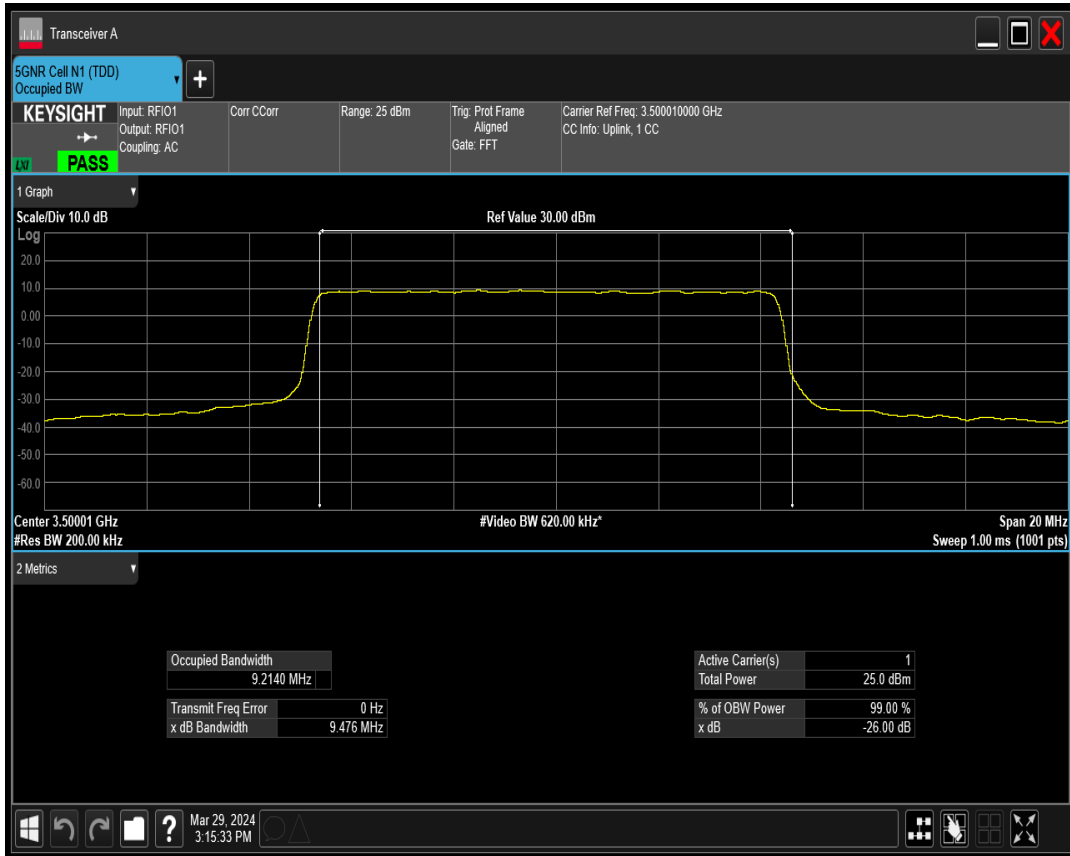 Transceiver A
5GNR Cell N1 (TDD)
Occupied BW
+
KEYSIGHT
LXI
PASS
Input: RFIO1
Output: RFIO1
Coupling: AC
Corr CCorr
Range: 25 dBm
Trig: Prot Frame
Aligned
Gate: FFT
Carrier Ref Freq: 3.500010000 GHz
CC Info: Uplink, 1 CC
1 Graph
Scale/Div 10.0 dB
Ref Value 30.00 dBm
Log
20.0
10.0
0.00
-10.0
-20.0
-30.0
-40.0
-50.0
-60.0
Center 3.50001 GHz
#Video BW 620.00 kHz*
Span 20 MHz
#Res BW 200.00 kHz
Sweep 1.00 ms (1001 pts)
2 Metrics
Occupied Bandwidth
9.2140 MHz
Transmit Freq Error 0 Hz
x dB Bandwidth 9.476 MHz
Active Carrier(s) 1
Total Power 25.0 dBm
% of OBW Power 99.00 %
x dB -26.00 dB
?
Mar 29, 2024
3:15:33 PM